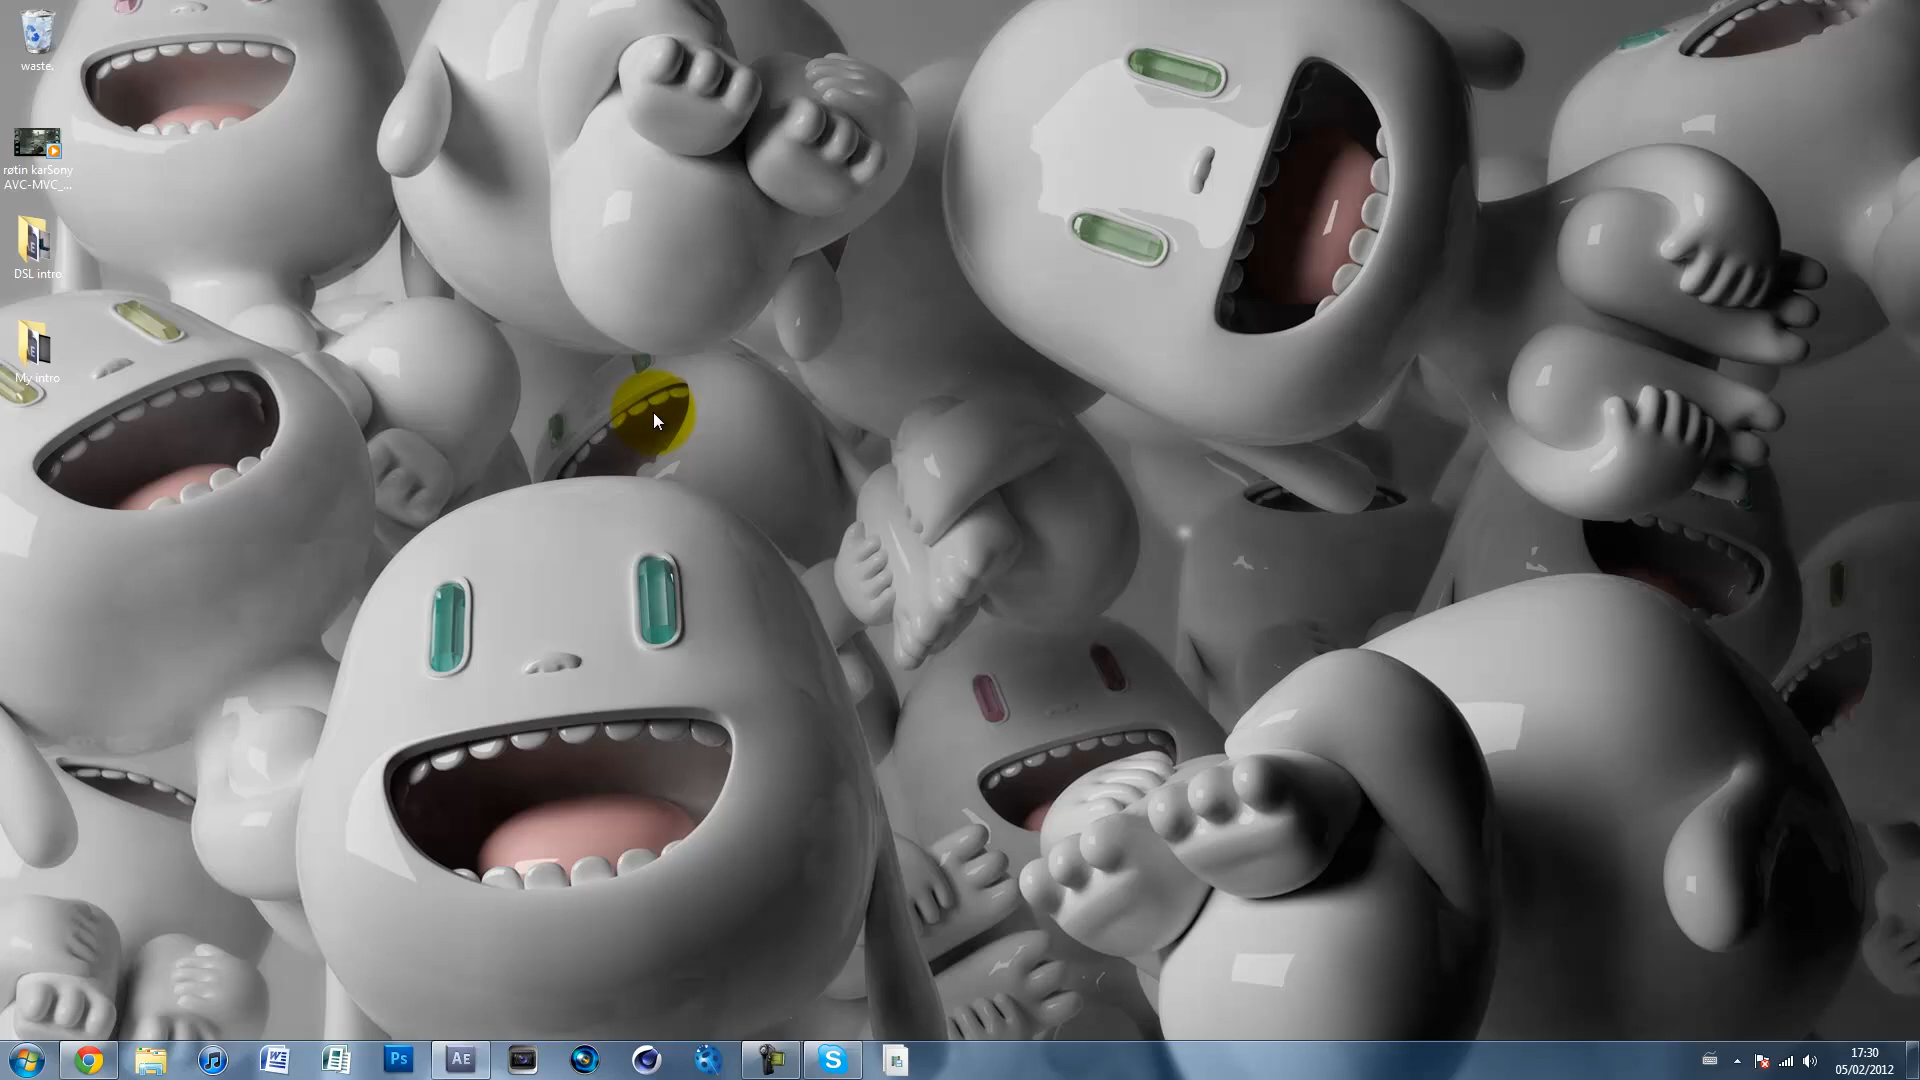 waste.
røtin karSony
AVC-MVC_...
DSL intro
My intro
Ps
AE
17:30
05/02/2012